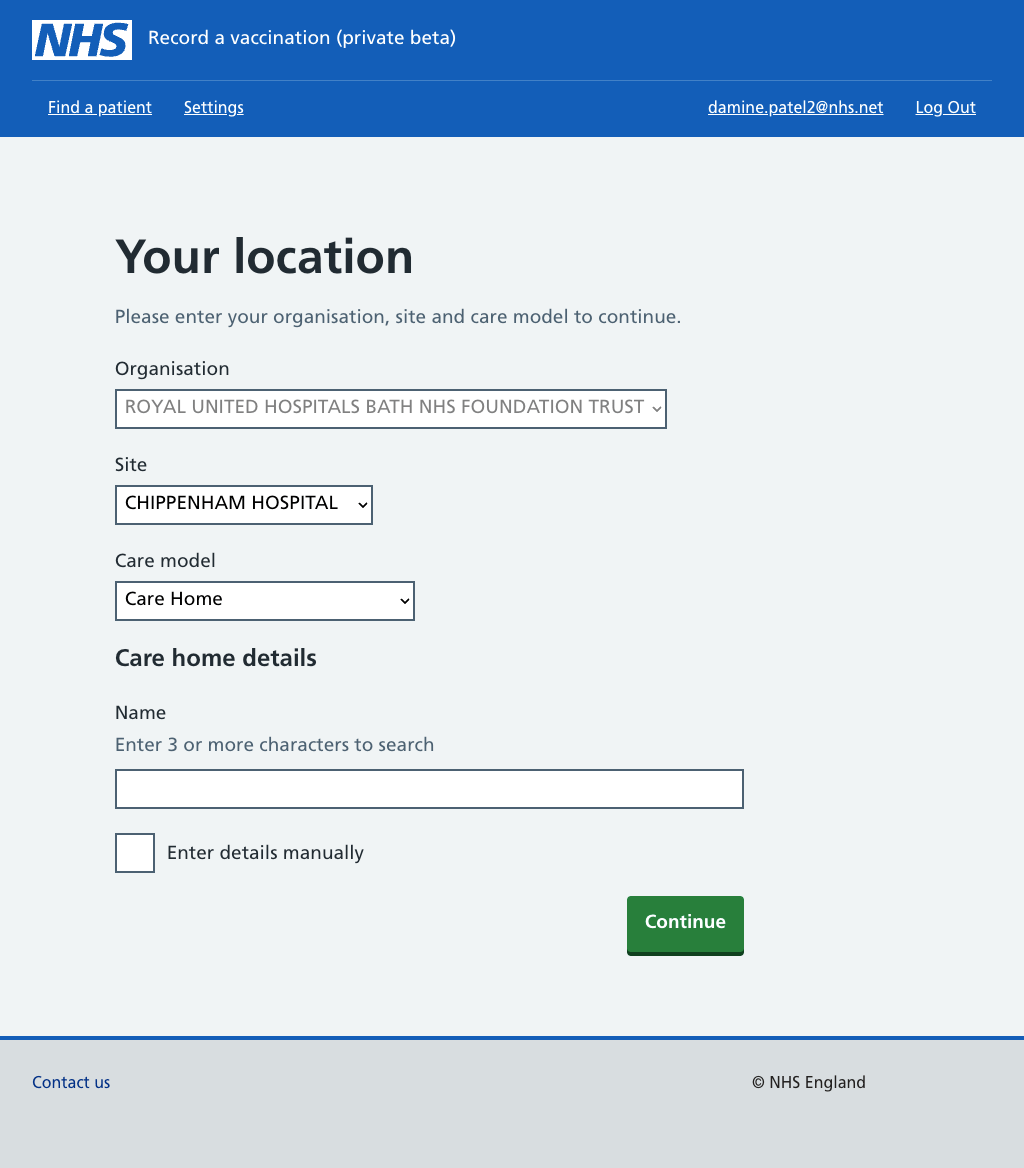 NHS Record a vaccination (private beta)
Find a patient Settings damine.patel2@nhs.net Log Out
Your location
Please enter your organisation, site and care model to continue.
Organisation
ROYAL UNITED HOSPITALS BATH NHS FOUNDATION TRUST
Site
CHIPPENHAM HOSPITAL
Care model
Care Home
Care home details
Name
Enter 3 or more characters to search
Enter details manually
Continue
Contact us © NHS England